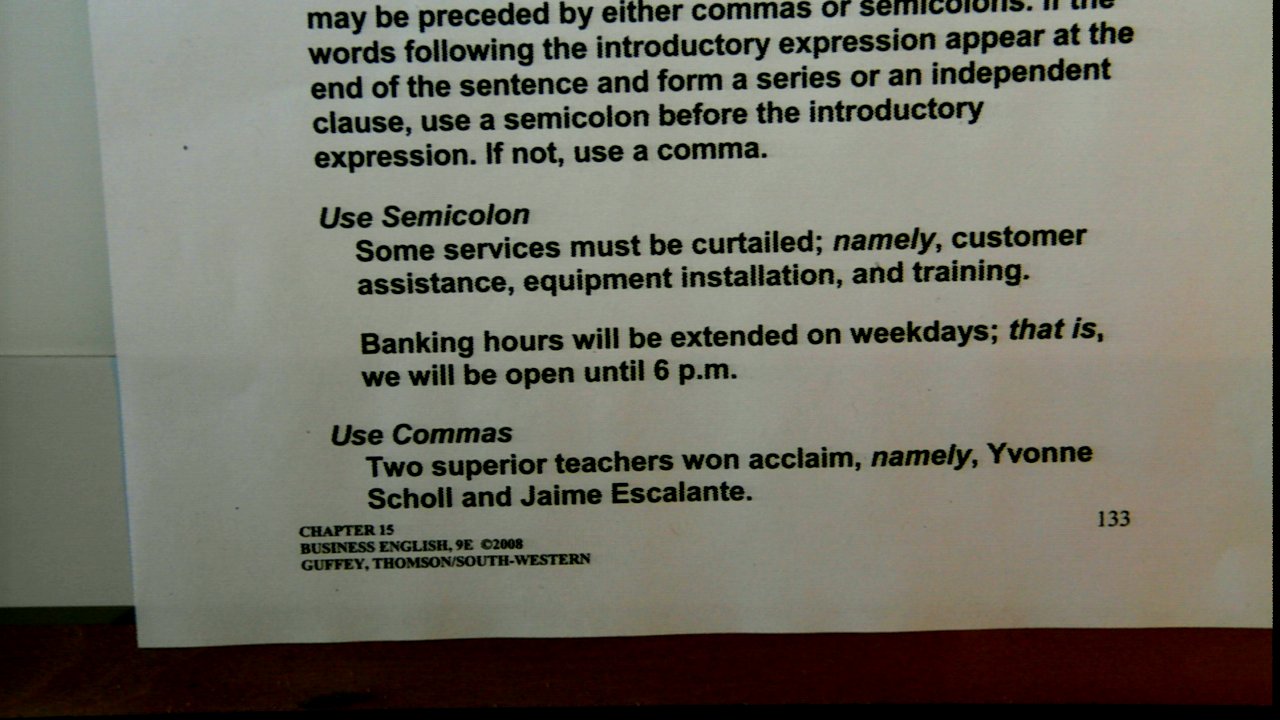 may be preceded by either commas or semicolons. If the
words following the introductory expression appear at the
end of the sentence and form a series or an independent
clause, use a semicolon before the introductory
expression. If not, use a comma.
Use Semicolon
Some services must be curtailed; namely, customer
assistance, equipment installation, and training.
Banking hours will be extended on weekdays; that is,
we will be open until 6 p.m.
Use Commas
Two superior teachers won acclaim, namely, Yvonne
Scholl and Jaime Escalante.
CHAPTER 15
BUSINESS ENGLISH, 9E ©2008
GUFFEY, THOMSON/SOUTH-WESTERN
133